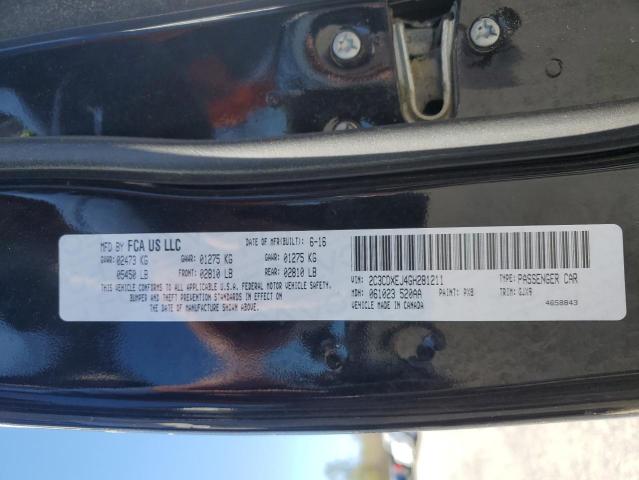 MFD BY FCA US LLC
DATE OF MFR(BUILT): 6-16
GVWR: 02473 KG GAWR: 01275 KG GAWR: 01275 KG
05450 LB FRONT: 02810 LB REAR: 02810 LB
THIS VEHICLE CONFORMS TO ALL APPLICABLE U.S.A. FEDERAL MOTOR VEHICLE SAFETY,
BUMPER AND THEFT PREVENTION STANDARDS IN EFFECT ON
THE DATE OF MANUFACTURE SHOWN ABOVE.
VIN: 2C3CDXEJ4GH281211 TYPE: PASSENGER CAR
MDH: 061023 520AA PAINT: PX8 TRIM: GJX9
VEHICLE MADE IN CANADA 4658843